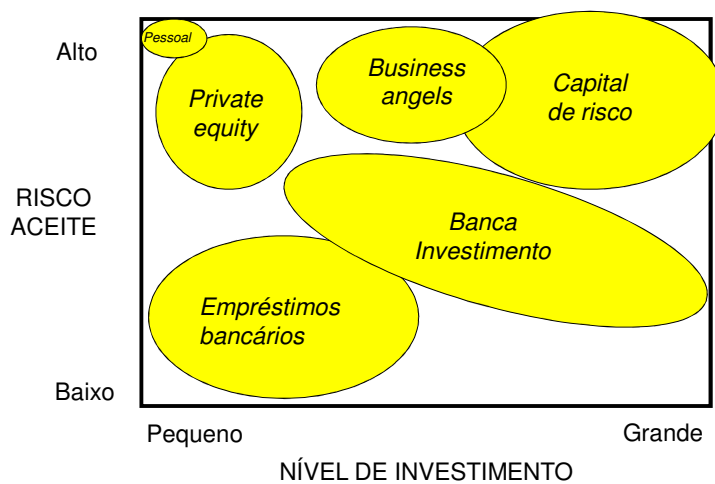 Alto
Pessoal
Private
equity
Business
angels
Capital
de risco
RISCO
ACEITE
Banca
Investimento
Empréstimos
bancários
Baixo
Pequeno
Grande
NÍVEL DE INVESTIMENTO